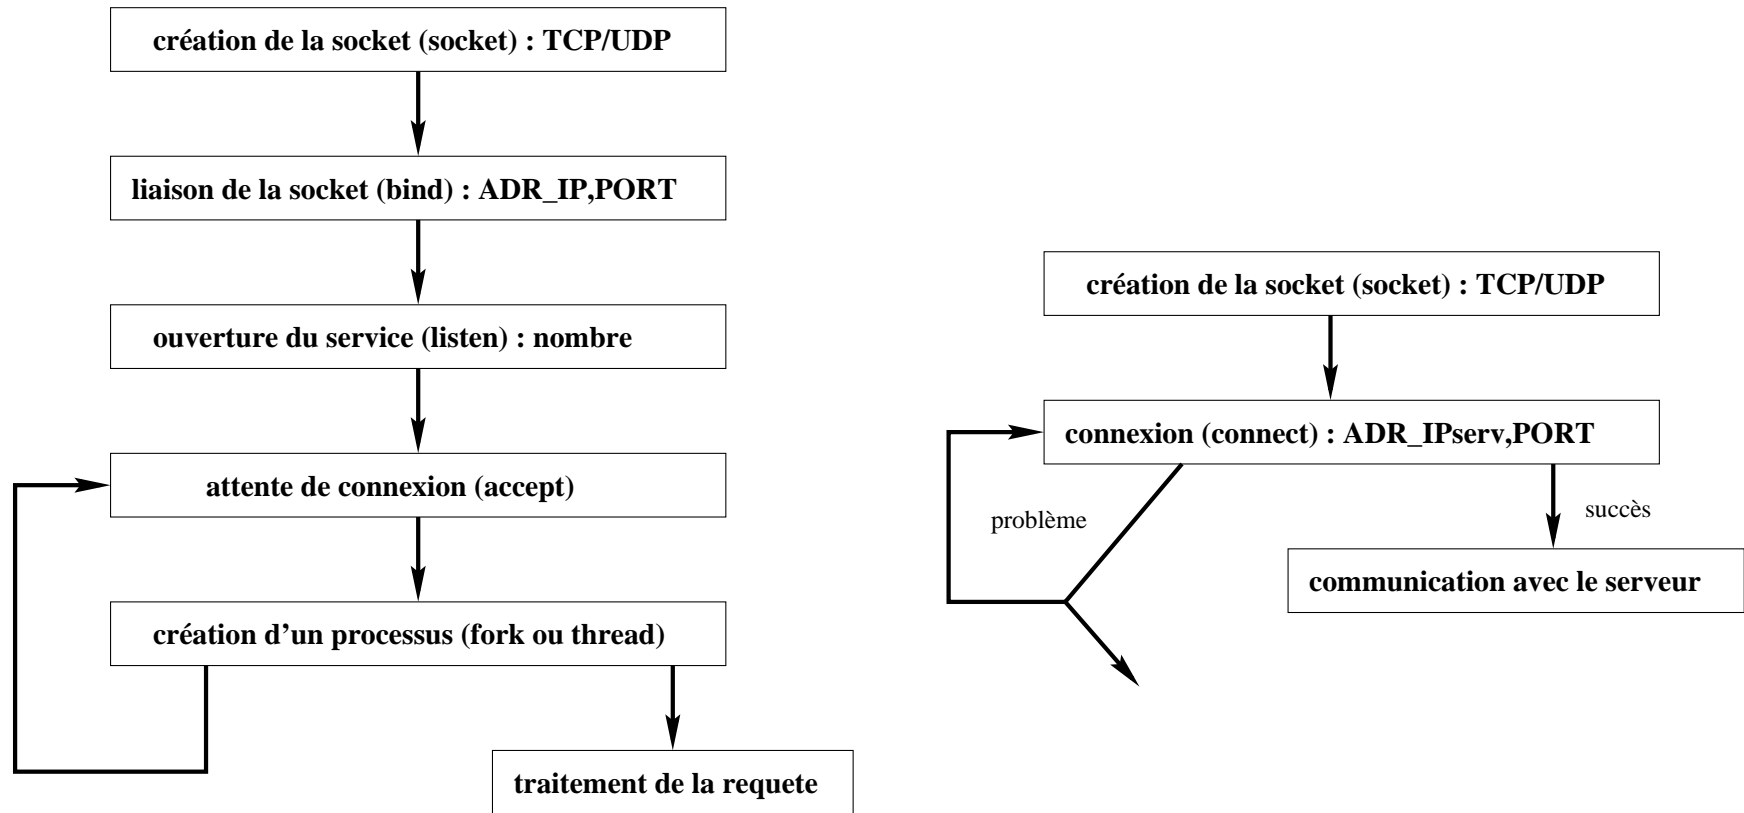 création de la socket (socket) : TCP/UDP
liaison de la socket (bind) : ADR_IP,PORT
ouverture du service (listen) : nombre
attente de connexion (accept)
création d'un processus (fork ou thread)
traitement de la requete
création de la socket (socket) : TCP/UDP
connexion (connect) : ADR_IPserv,PORT
problème
succès
communication avec le serveur